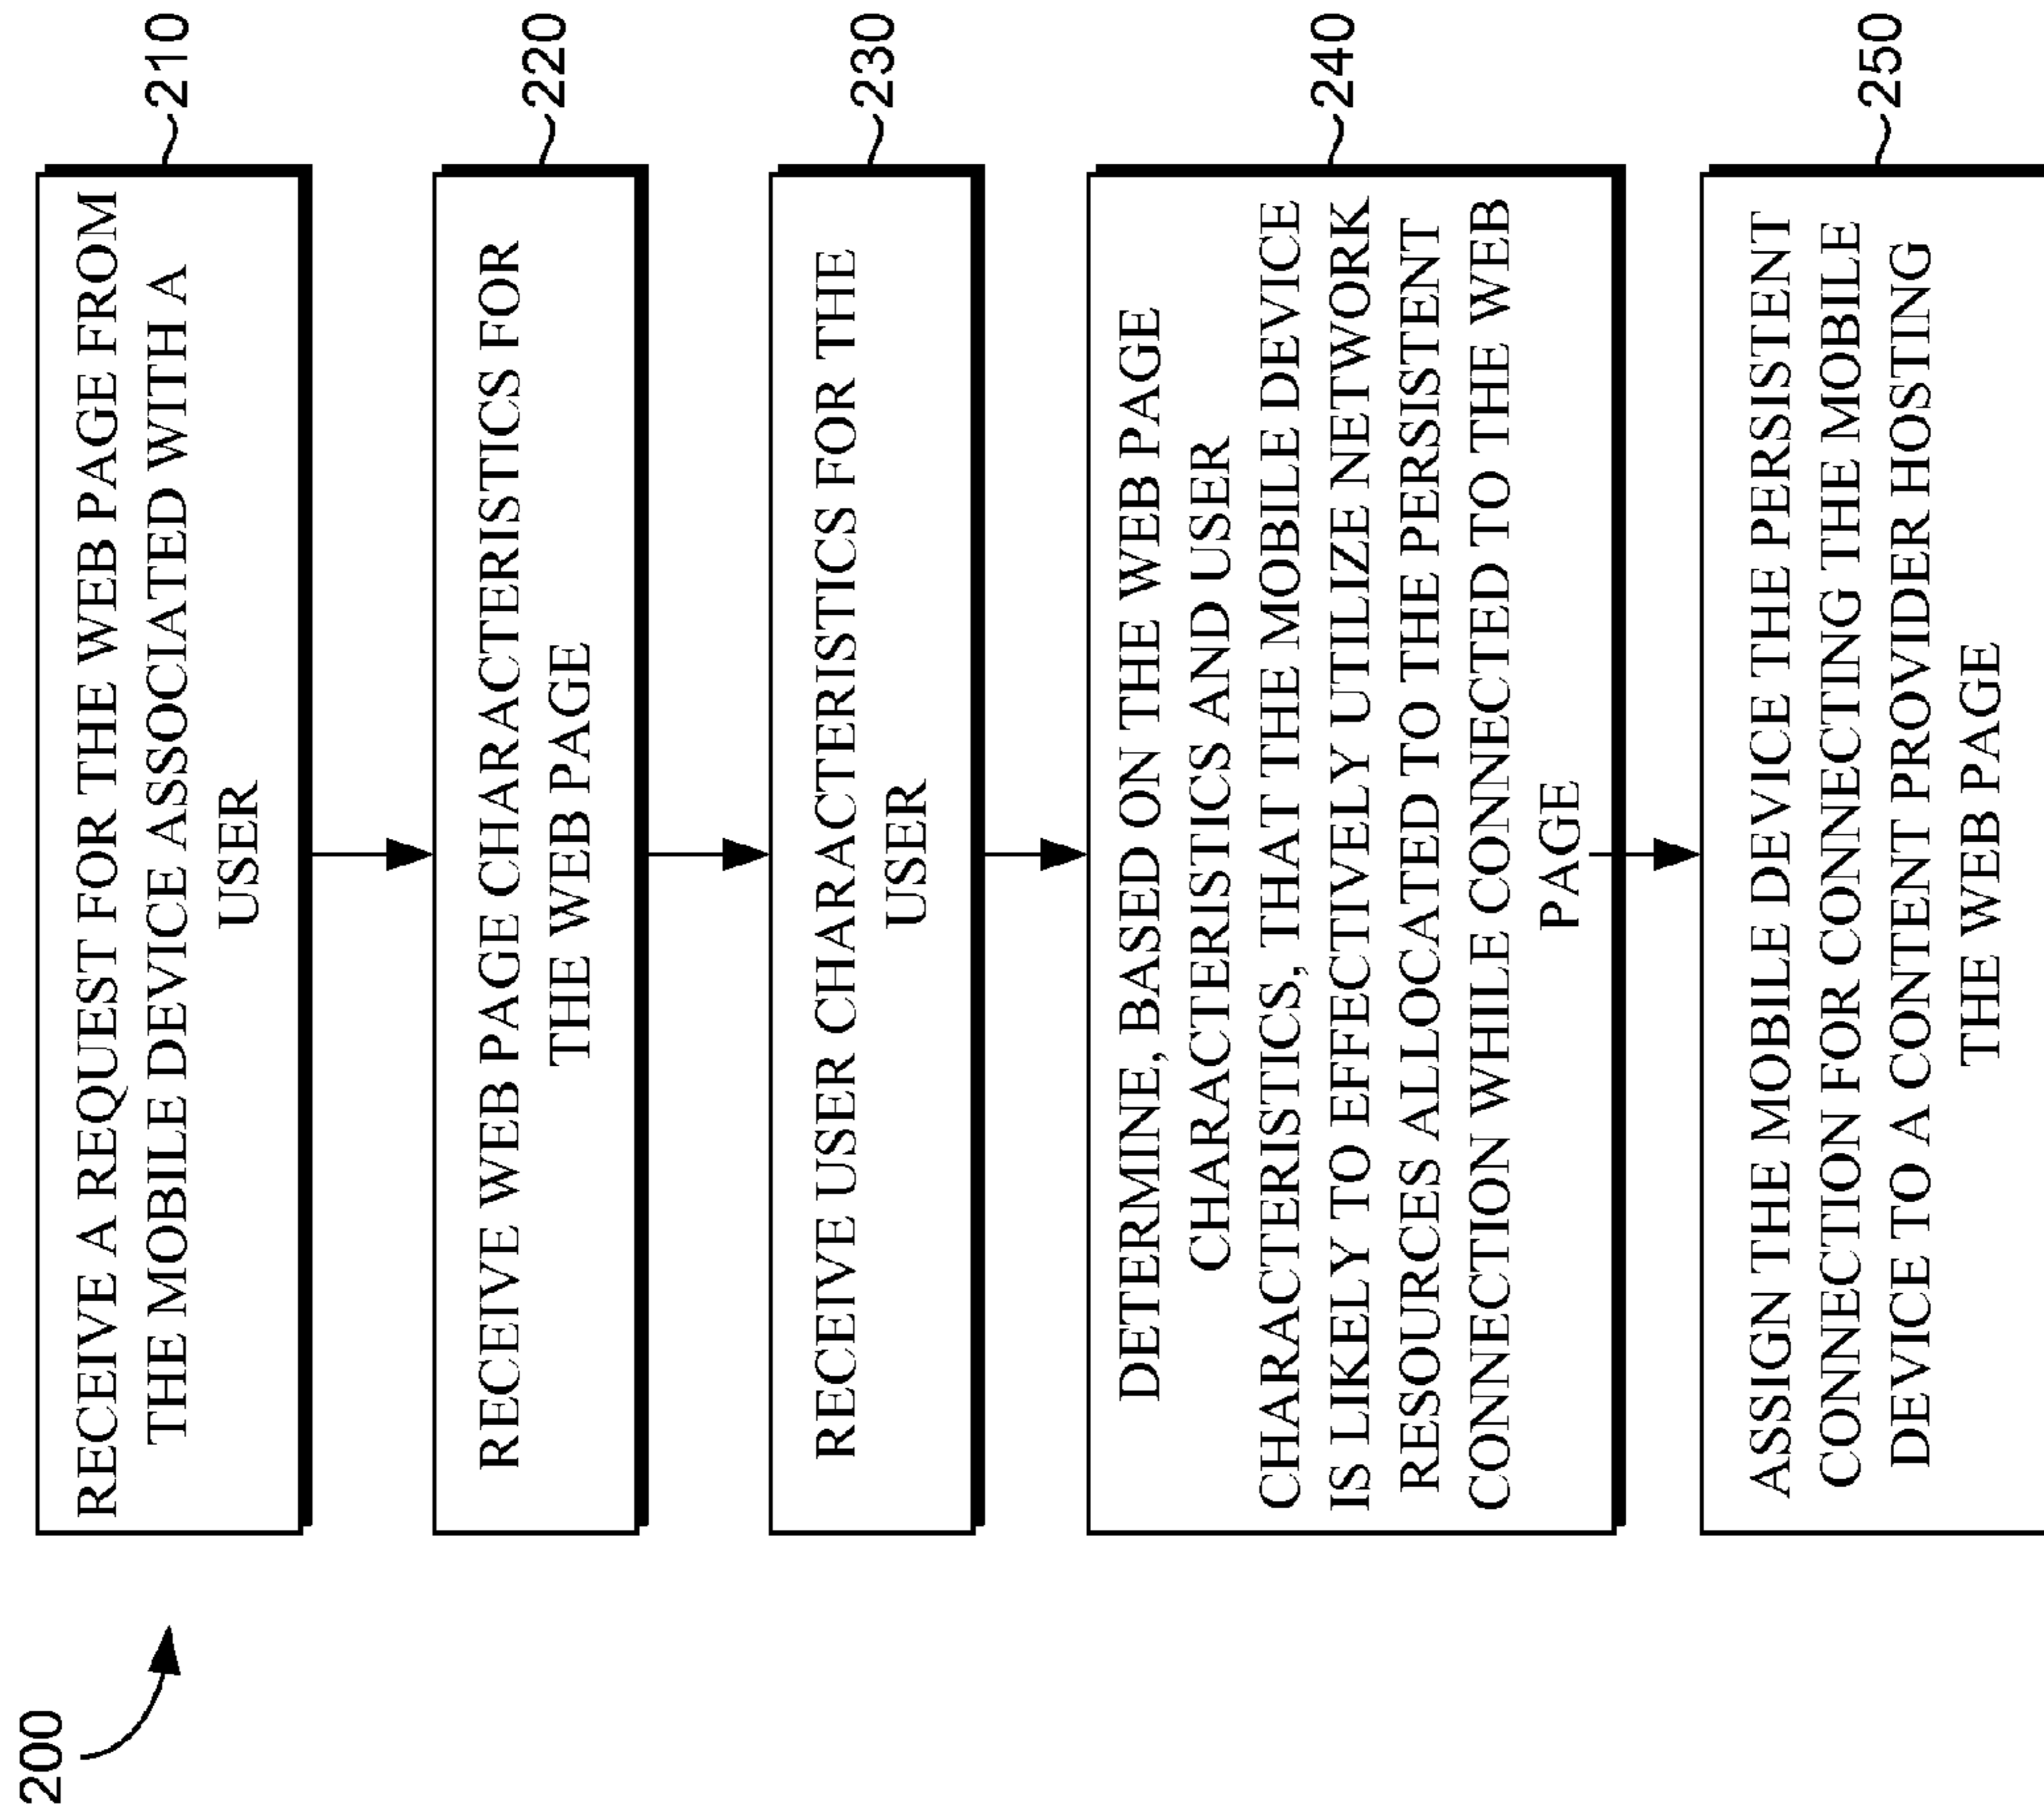 200
RECEIVE A REQUEST FOR THE WEB PAGE FROM
THE MOBILE DEVICE ASSOCIATED WITH A
USER
210
RECEIVE WEB PAGE CHARACTERISTICS FOR
THE WEB PAGE
220
RECEIVE USER CHARACTERISTICS FOR THE
USER
230
DETERMINE, BASED ON THE WEB PAGE
CHARACTERISTICS AND USER
CHARACTERISTICS, THAT THE MOBILE DEVICE
IS LIKELY TO EFFECTIVELY UTILIZE NETWORK
RESOURCES ALLOCATED TO THE PERSISTENT
CONNECTION WHILE CONNECTED TO THE WEB
PAGE
240
ASSIGN THE MOBILE DEVICE THE PERSISTENT
CONNECTION FOR CONNECTING THE MOBILE
DEVICE TO A CONTENT PROVIDER HOSTING
THE WEB PAGE
250